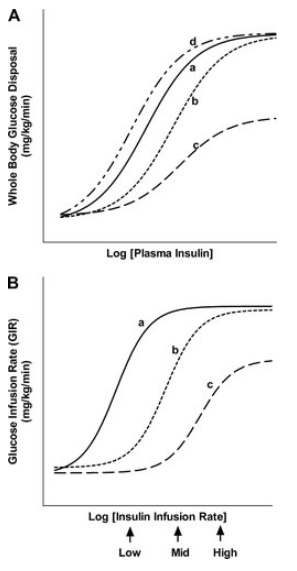 A
Whole Body Glucose Disposal
(mg/kg/min)
d
a
b
c
Log [Plasma Insulin]
B
Glucose Infusion Rate (GIR)
mg/kg/min)
a
b
c
Log [Insulin Infusion Rate]
Low Mid High